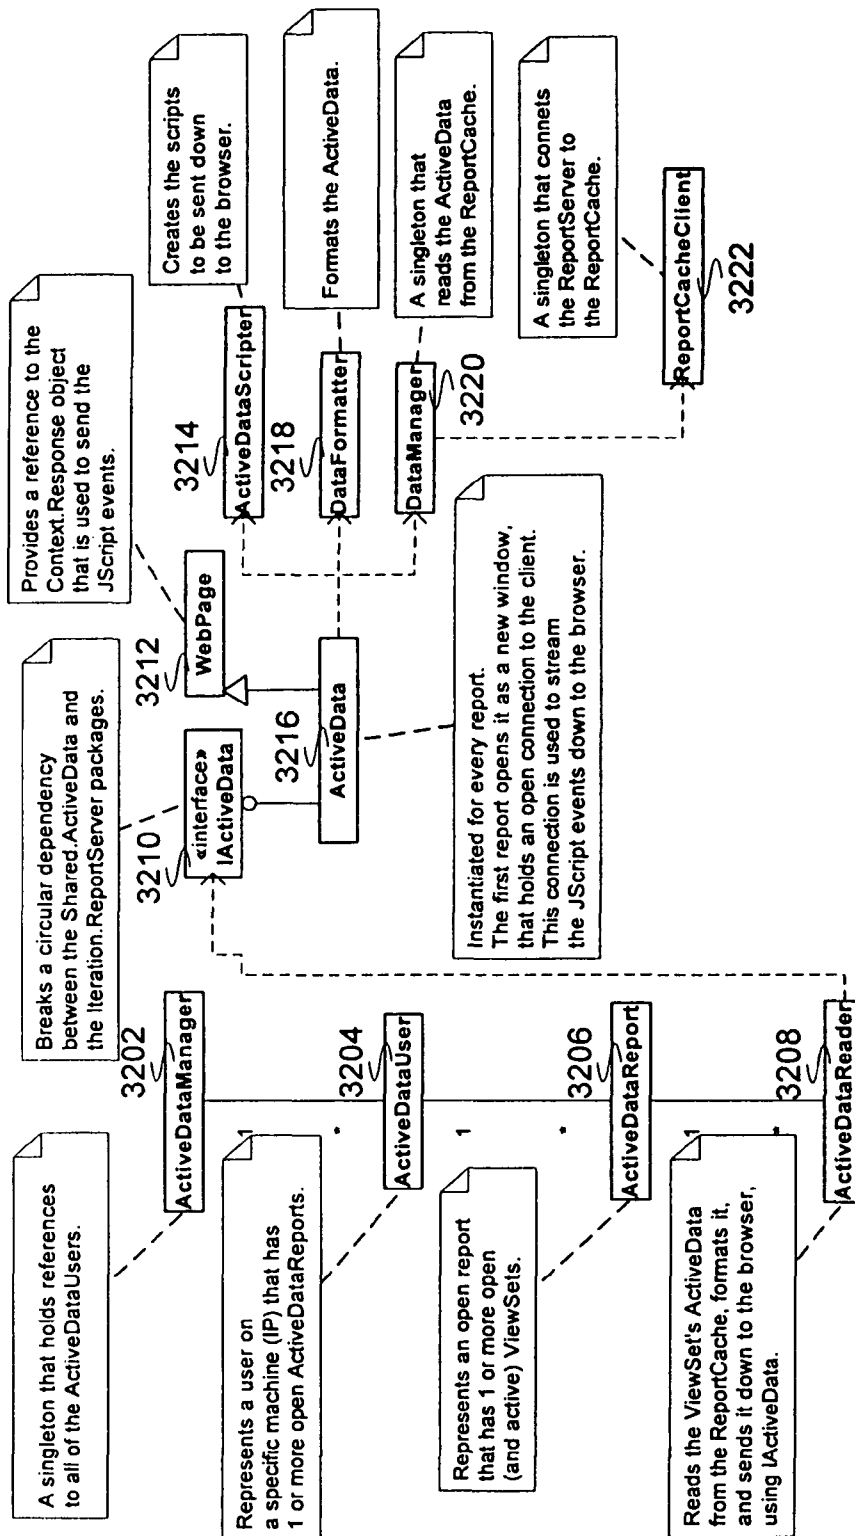 A singleton that holds references
to all of the ActiveDataUsers.
3202
ActiveDataManager
1
*
Represents a user on
a specific machine (IP) that has
1 or more open ActiveDataReports.
3204
ActiveDataUser
1
*
Represents an open report
that has 1 or more open
(and active) ViewSets.
3206
ActiveDataReport
1
*
Reads the ViewSet's ActiveData
from the ReportCache, formats it,
and sends it down to the browser,
using IActiveData.
3208
ActiveDataReader
Breaks a circular dependency
between the Shared.ActiveData and
the Iteration.ReportServer packages.
3210
«interface»
IActiveData
Provides a reference to the
Context.Response object
that is used to send the
JScript events.
3212
WebPage
3216
ActiveData
Instantiated for every report.
The first report opens it as a new window,
that holds an open connection to the client.
This connection is used to stream
the JScript events down to the browser.
Creates the scripts
to be sent down
to the browser.
3214
ActiveDataScripter
Formats the ActiveData.
3218
DataFormatter
A singleton that
reads the ActiveData
from the ReportCache.
DataManager
3220
A singleton that connets
the ReportServer to
the ReportCache.
ReportCacheClient
3222